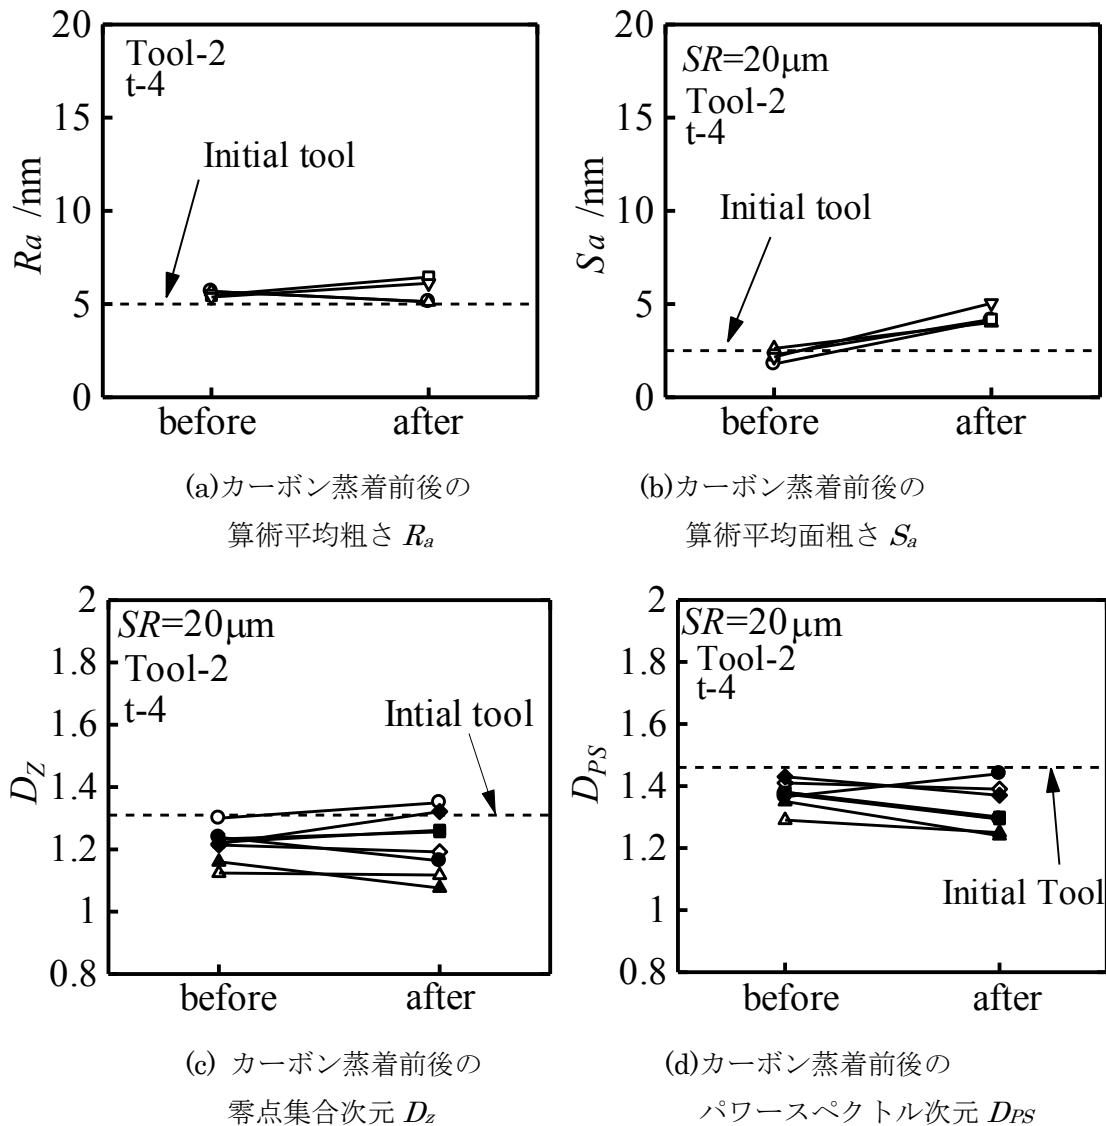 20
15
10
5
0
Ra /nm
Tool-2
t-4
Initial tool
before after
20
15
10
5
0
Sa /nm
SR=20μm
Tool-2
t-4
Initial tool
before after
(a)カーボン蒸着前後の
算術平均粗さ Ra
(b)カーボン蒸着前後の
算術平均面粗さ Sa
2
1.8
1.6
1.4
1.2
1
0.8
DZ
SR=20μm
Tool-2
t-4
Intial tool
before after
2
1.8
1.6
1.4
1.2
1
0.8
DPS
SR=20μm
Tool-2
t-4
Initial Tool
before after
(c) カーボン蒸着前後の
零点集合次元 Dz
(d)カーボン蒸着前後の
パワースペクトル次元 DPS